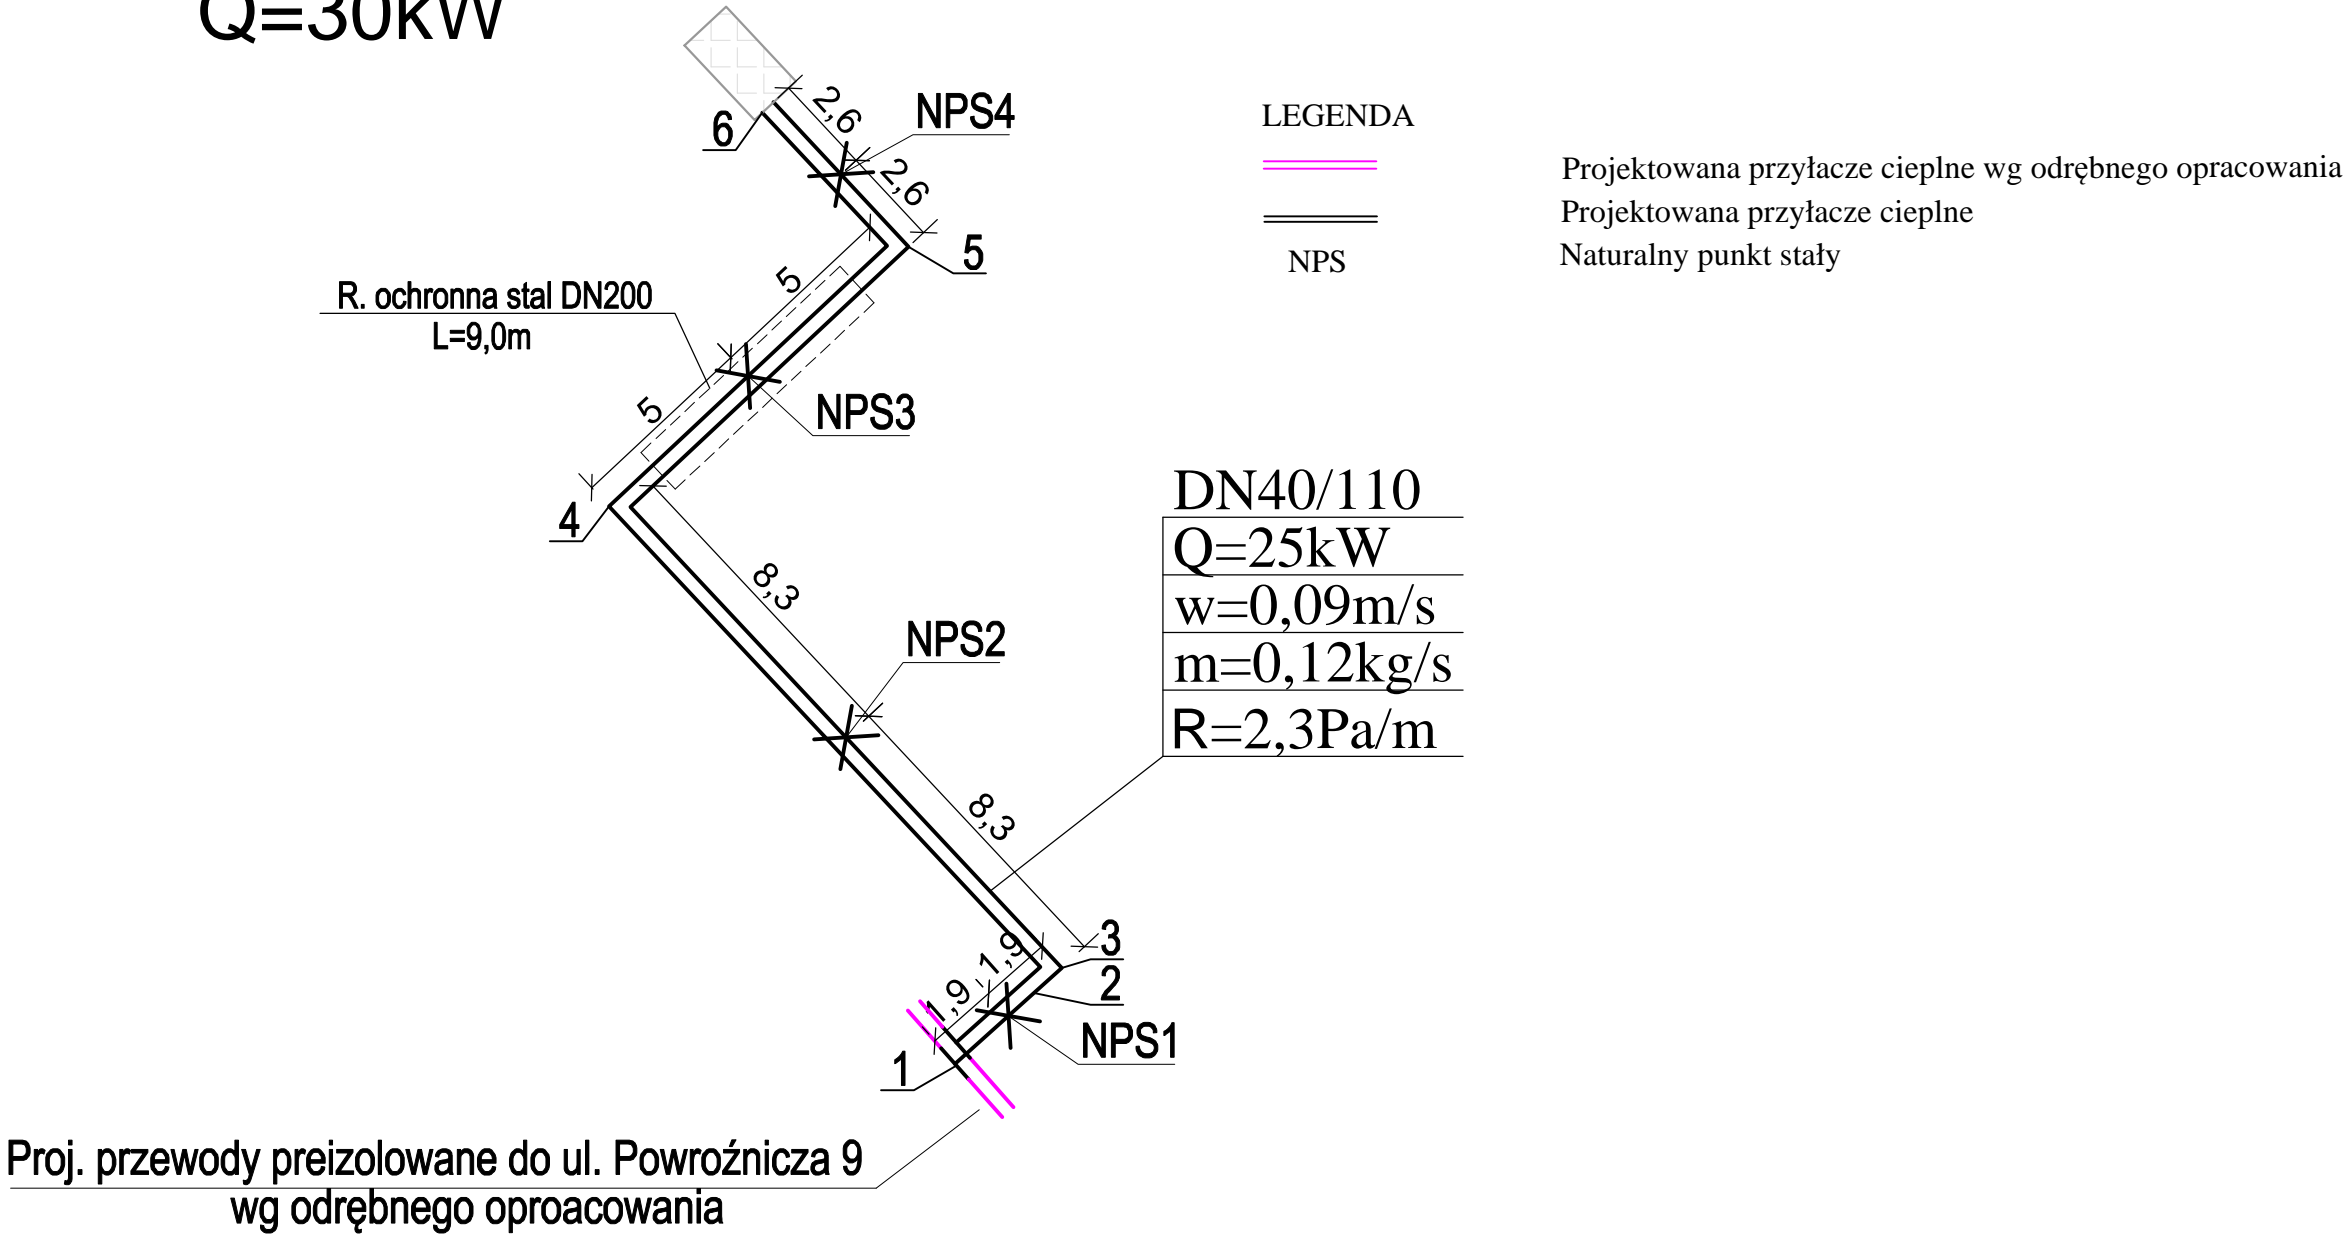 Q=30kW
2,6
NPS4
6
2,6
5
LEGENDA
Projektowana przyłacze cieplne wg odrębnego opracowania
Projektowana przyłacze cieplne
NPS
Naturalny punkt stały
5
R. ochronna stal DN200
L=9,0m
5
NPS3
4
8,3
NPS2
DN40/110
Q=25kW
w=0,09m/s
m=0,12kg/s
R=2,3Pa/m
8,3
3
1,9
2
1,9
NPS1
1
Proj. przewody preizolowane do ul. Powroźnicza 9
wg odrębnego oproacowania